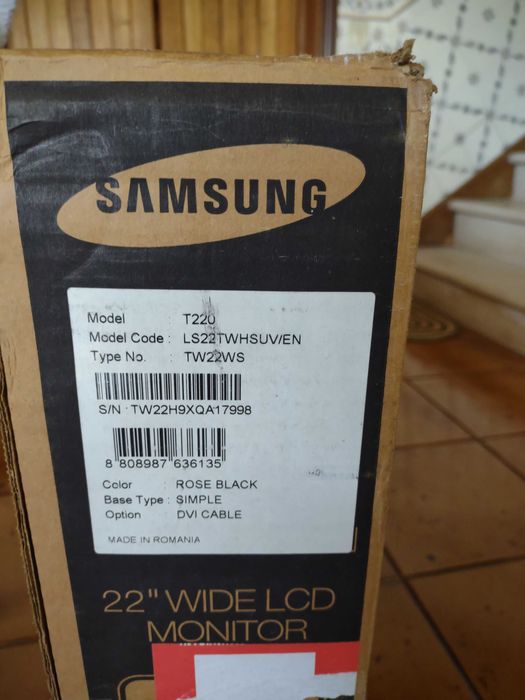 SAMSUNG
Model : T220
Model Code : LS22TWHSUV/EN
Type No. : TW22WS
S/N : TW22H9XQA17998
8 808987 636135
Color : ROSE BLACK
Base Type : SIMPLE
Option : DVI CABLE
MADE IN ROMANIA
22" WIDE LCD
MONITOR